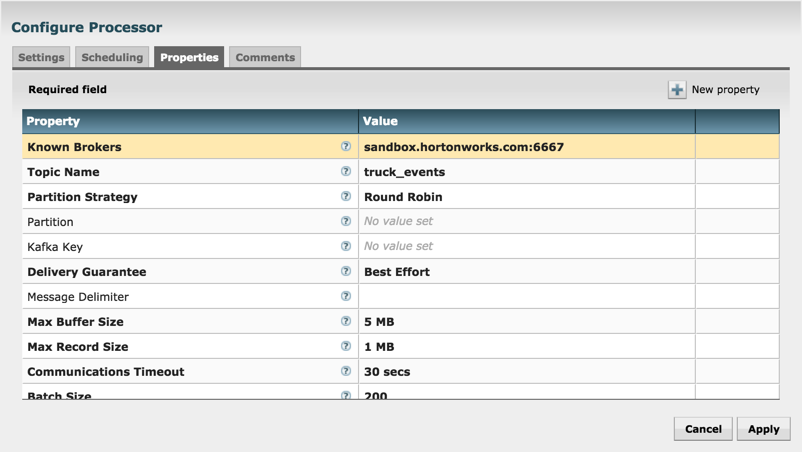 Configure Processor
Settings Scheduling Properties Comments
Required field New property
Property Value
Known Brokers ? sandbox.hortonworks.com:6667
Topic Name ? truck_events
Partition Strategy ? Round Robin
Partition ? No value set
Kafka Key ? No value set
Delivery Guarantee ? Best Effort
Message Delimiter ?
Max Buffer Size ? 5 MB
Max Record Size ? 1 MB
Communications Timeout ? 30 secs
Batch Size ? 200
Cancel Apply